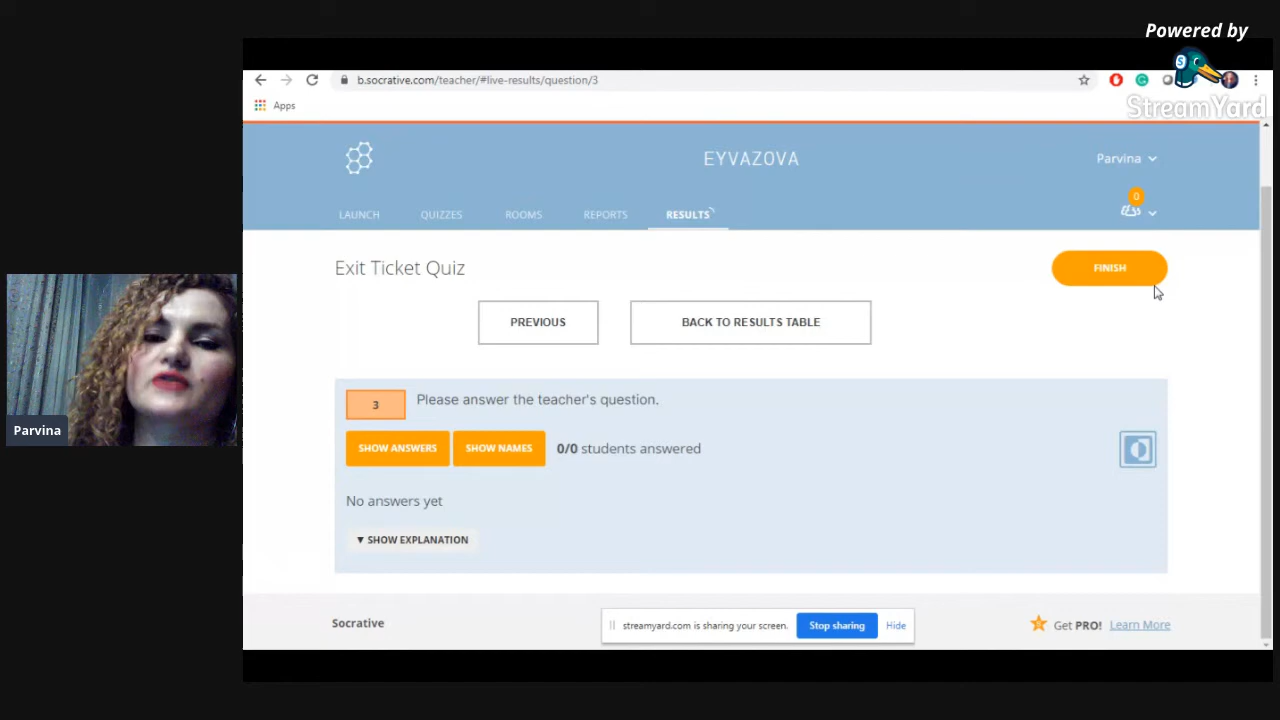 Powered by
StreamYard
b.socrative.com/teacher/#live-results/question/3
Apps
EYVAZOVA
Parvina
0
LAUNCH QUIZZES ROOMS REPORTS RESULTS
Exit Ticket Quiz
FINISH
PREVIOUS
BACK TO RESULTS TABLE
3
Please answer the teacher's question.
SHOW ANSWERS
SHOW NAMES
0/0 students answered
No answers yet
▼ SHOW EXPLANATION
Parvina
Socrative
streamyard.com is sharing your screen.
Stop sharing
Hide
Get PRO! Learn More